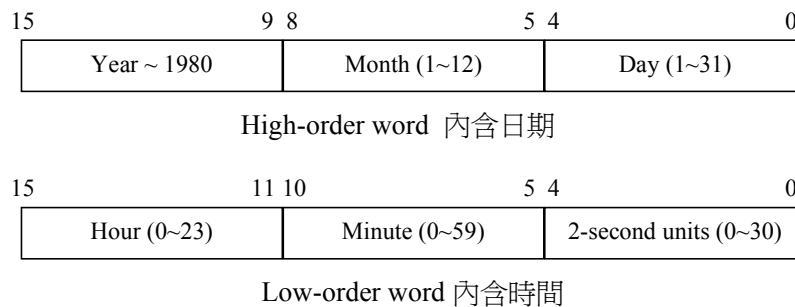 15 9 8 5 4 0
Year ~ 1980 Month (1~12) Day (1~31)
High-order word 內含日期
15 11 10 5 4 0
Hour (0~23) Minute (0~59) 2-second units (0~30)
Low-order word 內含時間